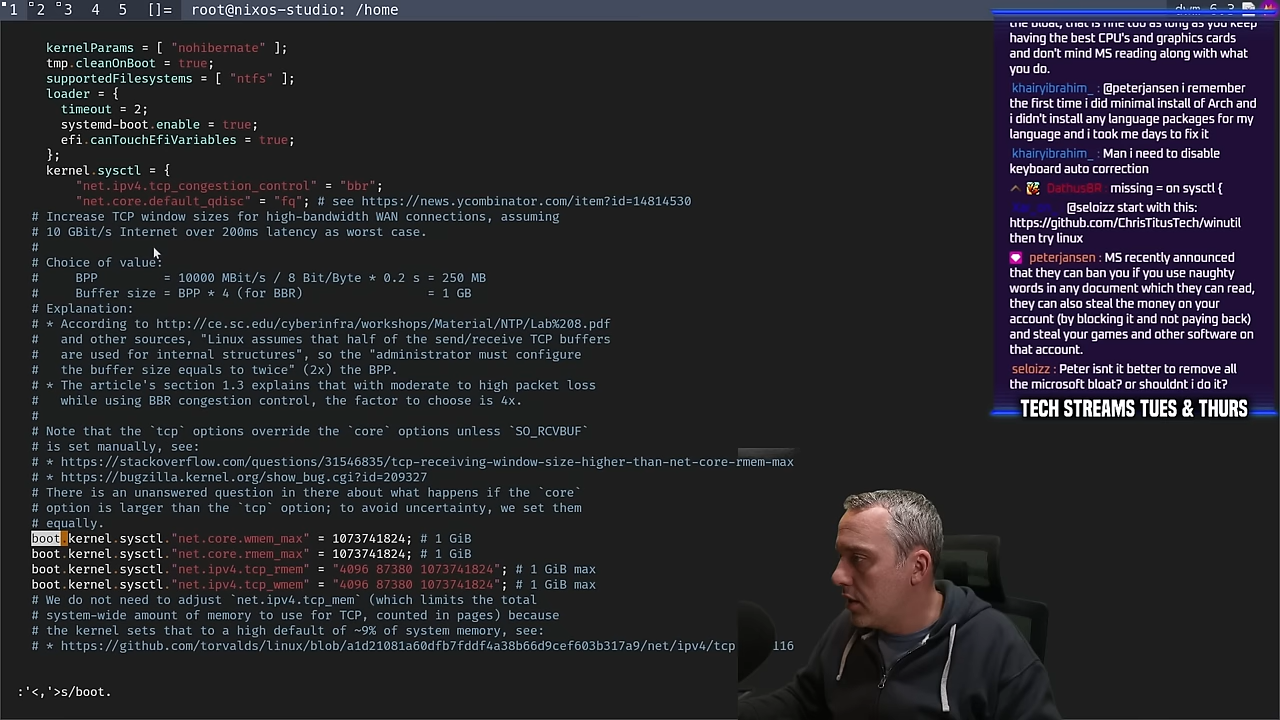 1 2 3 4 5 []= root@nixos-studio: /home
kernelParams = [ "nohibernate" ];
tmp.cleanOnBoot = true;
supportedFilesystems = [ "ntfs" ];
loader = {
timeout = 2;
systemd-boot.enable = true;
efi.canTouchEfiVariables = true;
};
kernel.sysctl = {
"net.ipv4.tcp_congestion_control" = "bbr";
"net.core.default_qdisc" = "fq"; # see https://news.ycombinator.com/item?id=14814530
# Increase TCP window sizes for high-bandwidth WAN connections, assuming
# 10 GBit/s Internet over 200ms latency as worst case.
#
# Choice of value:
#     BPP         = 10000 MBit/s / 8 Bit/Byte * 0.2 s = 250 MB
#     Buffer size = BPP * 4 (for BBR)                 = 1 GB
# Explanation:
# * According to http://ce.sc.edu/cyberinfra/workshops/Material/NTP/Lab%208.pdf
#   and other sources, "Linux assumes that half of the send/receive TCP buffers
#   are used for internal structures", so the "administrator must configure
#   the buffer size equals to twice" (2x) the BPP.
# * The article's section 1.3 explains that with moderate to high packet loss
#   while using BBR congestion control, the factor to choose is 4x.
#
# Note that the `tcp` options override the `core` options unless `SO_RCVBUF`
# is set manually, see:
# * https://stackoverflow.com/questions/31546835/tcp-receiving-window-size-higher-than-net-core-rmem-max
# * https://bugzilla.kernel.org/show_bug.cgi?id=209327
# There is an unanswered question in there about what happens if the `core`
# option is larger than the `tcp` option; to avoid uncertainty, we set them
# equally.
boot.kernel.sysctl."net.core.wmem_max" = 1073741824; # 1 GiB
boot.kernel.sysctl."net.core.rmem_max" = 1073741824; # 1 GiB
boot.kernel.sysctl."net.ipv4.tcp_rmem" = "4096 87380 1073741824"; # 1 GiB max
boot.kernel.sysctl."net.ipv4.tcp_wmem" = "4096 87380 1073741824"; # 1 GiB max
# We do not need to adjust `net.ipv4.tcp_mem` (which limits the total
# system-wide amount of memory to use for TCP, counted in pages) because
# the kernel sets that to a high default of ~9% of system memory, see:
# * https://github.com/torvalds/linux/blob/a1d21081a60dfb7fddf4a38b66d9cef603b317a9/net/ipv4/tcp 116
:'<,'>s/boot.
dwm-6.3
the bloat, that is fine too as long as you keep
having the best CPU's and graphics cards
and don't mind MS reading along with what
you do.
khairyibrahim_ : @peterjansen i remember
the first time i did minimal install of Arch and
i didn't install any language packages for my
language and i took me days to fix it
khairyibrahim_ : Man i need to disable
keyboard auto correction
DathusBR : missing = on sysctl {
@seloizz start with this:
https://github.com/ChrisTitusTech/winutil
then try linux
peterjansen : MS recently announced
that they can ban you if you use naughty
words in any document which they can read,
they can also steal the money on your
account (by blocking it and not paying back)
and steal your games and other software on
that account.
seloizz : Peter isnt it better to remove all
the microsoft bloat? or shouldnt i do it?
TECH STREAMS TUES & THURS